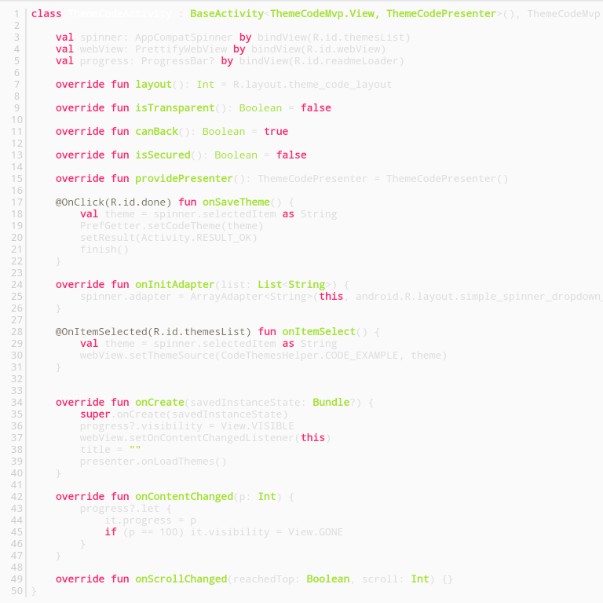 1 class BaseActivity<ThemeCodeMvp.View, ThemeCodePresenter>(), ThemeCodeMvp
2
3 val spinner: AppCompatSpinner by bindView(R.id.themesList)
4 val webView: PrettifyWebView by bindView(R.id.webView)
5 val progress: ProgressBar? by bindView(R.id.readmeLoader)
6
7 override fun layout(): Int = R.layout.theme_code_layout
8
9 override fun isTransparent(): Boolean = false
10
11 override fun canBack(): Boolean = true
12
13 override fun isSecured(): Boolean = false
14
15 override fun providePresenter(): ThemeCodePresenter = ThemeCodePresenter()
16
17 @OnClick(R.id.done) fun onSaveTheme() {
18 val theme = spinner.selectedItem as String
19 PrefGetter.setCodeTheme(theme)
20 setResult(Activity.RESULT_OK)
21 finish()
22 }
23
24 override fun onInitAdapter(list: List<String>) {
25 spinner.adapter = ArrayAdapter<String>(this, android.R.layout.simple_spinner_dropdown_
26 }
27
28 @OnItemSelected(R.id.themesList) fun onItemSelect() {
29 val theme = spinner.selectedItem as String
30 webView.setThemeSource(CodeThemesHelper.CODE_EXAMPLE, theme)
31 }
32
33
34 override fun onCreate(savedInstanceState: Bundle?) {
35 super.onCreate(savedInstanceState)
36 progress?.visibility = View.VISIBLE
37 webView.setOnContentChangedListener(this)
38 title = ""
39 presenter.onLoadThemes()
40 }
41
42 override fun onContentChanged(p: Int) {
43 progress?.let {
44 it.progress = p
45 if (p == 100) it.visibility = View.GONE
46 }
47 }
48
49 override fun onScrollChanged(reachedTop: Boolean, scroll: Int) {}
50 }